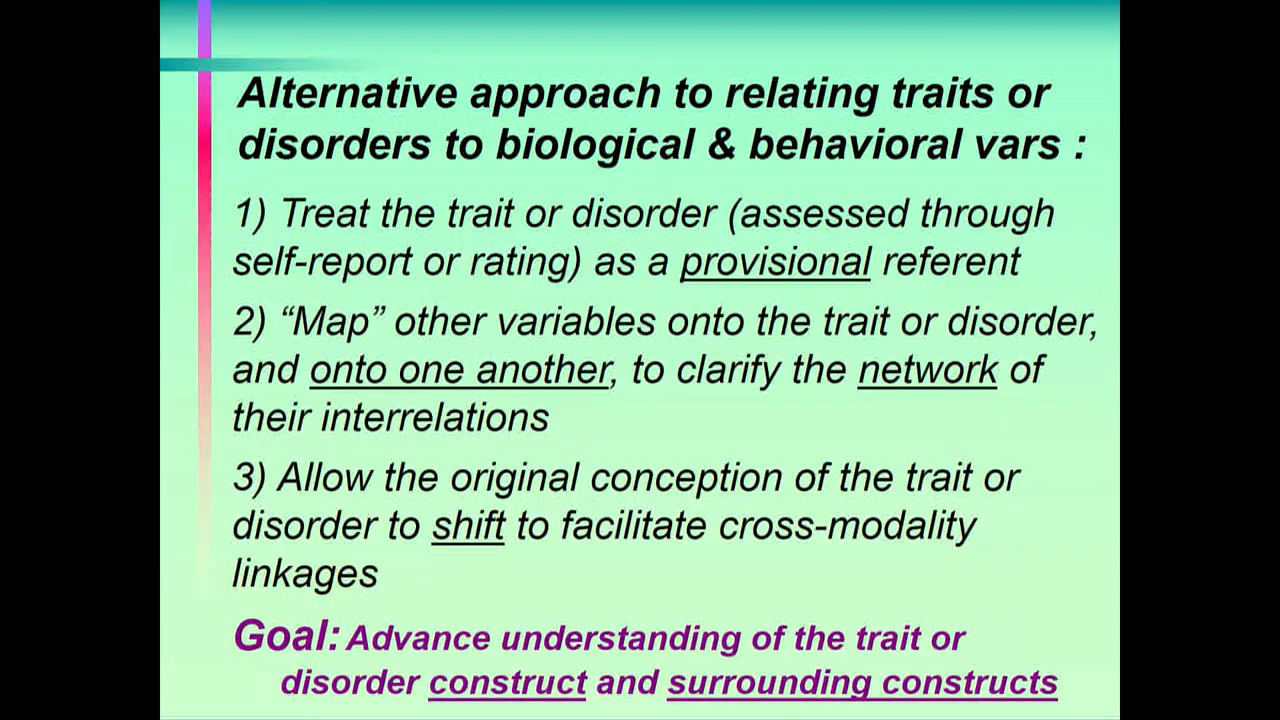 Alternative approach to relating traits or
disorders to biological & behavioral vars :
1) Treat the trait or disorder (assessed through
self-report or rating) as a provisional referent
2) “Map” other variables onto the trait or disorder,
and onto one another, to clarify the network of
their interrelations
3) Allow the original conception of the trait or
disorder to shift to facilitate cross-modality
linkages
Goal: Advance understanding of the trait or
disorder construct and surrounding constructs